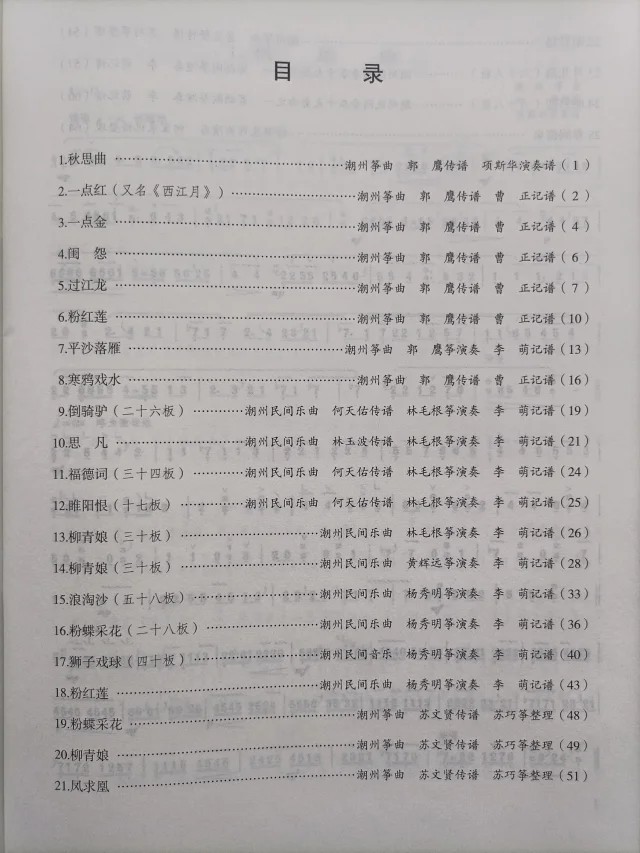 目 录
1.秋思曲 ……………………潮州筝曲 郭 鹰传谱 项斯华演奏谱(1)
2.一点红(又名《西江月》)……………潮州筝曲 郭 鹰传谱 曹 正记谱(2)
3.一点金 ……………………潮州筝曲 郭 鹰传谱 曹 正记谱(4)
4.闺 怨 ……………………潮州筝曲 郭 鹰传谱 曹 正记谱(6)
5.过江龙 ……………………潮州筝曲 郭 鹰传谱 曹 正记谱(7)
6.粉红莲 ……………………潮州筝曲 郭 鹰传谱 曹 正记谱(10)
7.平沙落雁 ……………………潮州筝曲 郭 鹰筝演奏 李 萌记谱(13)
8.寒鸦戏水 ……………………潮州筝曲 郭 鹰传谱 曹 正记谱(16)
9.倒骑驴(二十六板) …………潮州民间乐曲 何天佑传谱 林毛根筝演奏 李 萌记谱(19)
10.思 凡 ……………………潮州民间乐曲 林玉波传谱 林毛根筝演奏 李 萌记谱(21)
11.福德词(三十四板) …………潮州民间乐曲 何天佑传谱 林毛根筝演奏 李 萌记谱(24)
12.睢阳恨(十七板) …………潮州民间乐曲 何天佑传谱 林毛根筝演奏 李 萌记谱(25)
13.柳青娘(三十板) ………………潮州民间乐曲 林毛根筝演奏 李 萌记谱(26)
14.柳青娘(三十板) ………………潮州民间乐曲 黄辉远筝演奏 李 萌记谱(28)
15.浪淘沙(五十八板) ………………潮州民间乐曲 杨秀明筝演奏 李 萌记谱(33)
16.粉蝶采花(二十八板) ………………潮州民间乐曲 杨秀明筝演奏 李 萌记谱(36)
17.狮子戏球(四十板) ………………潮州民间音乐 杨秀明筝演奏 李 萌记谱(40)
18.粉红莲 ……………………潮州民间乐曲 杨秀明筝演奏 李 萌记谱(43)
19.粉蝶采花 ……………………潮州筝曲 苏文贤传谱 苏巧筝整理(48)
20.柳青娘 ……………………潮州筝曲 苏文贤传谱 苏巧筝整理(49)
21.凤求凰 ……………………潮州筝曲 苏文贤传谱 苏巧筝整理(51)